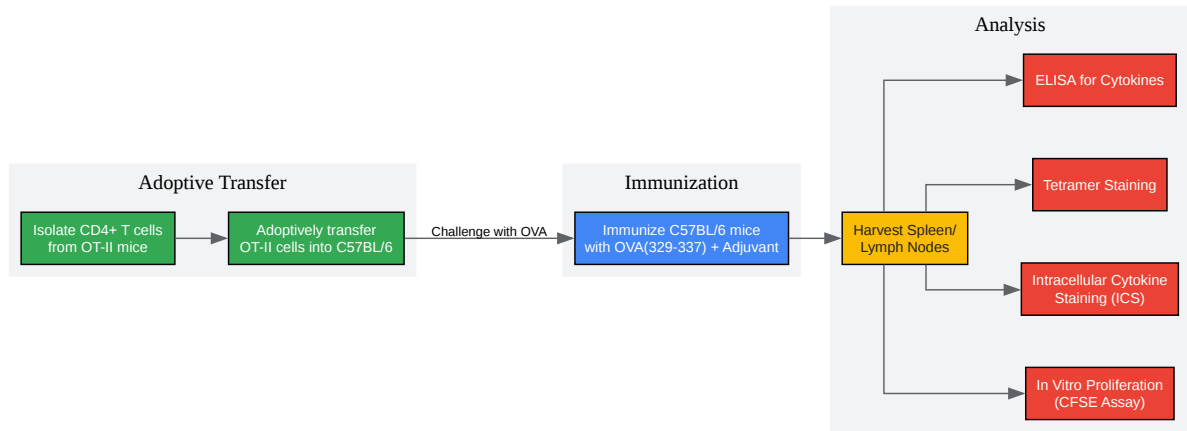 Adoptive Transfer
Isolate CD4+ T cells
from OT-II mice
Adoptively transfer
OT-II cells into C57BL/6
Challenge with OVA
Immunization
Immunize C57BL/6 mice
with OVA(329-337) + Adjuvant
Analysis
Harvest Spleen/
Lymph Nodes
ELISA for Cytokines
Tetramer Staining
Intracellular Cytokine
Staining (ICS)
In Vitro Proliferation
(CFSE Assay)